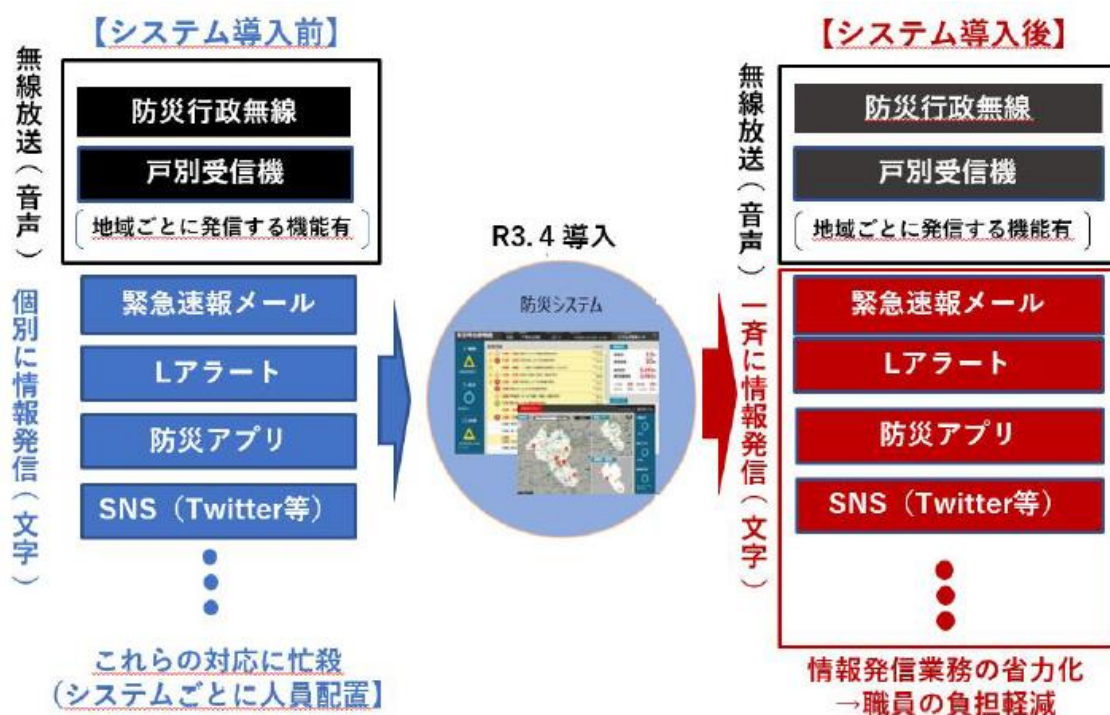 【システム導入前】
無線放送（音声）
防災行政無線
戸別受信機
地域ごとに発信する機能有
個別に情報発信（文字）
緊急速報メール
Lアラート
防災アプリ
SNS（Twitter等）
これらの対応に忙殺
（システムごとに人員配置】
R3.4 導入
防災システム
【システム導入後】
無線放送（音声）
防災行政無線
戸別受信機
地域ごとに発信する機能有
一斉に情報発信（文字）
緊急速報メール
Lアラート
防災アプリ
SNS（Twitter等）
情報発信業務の省力化
→職員の負担軽減